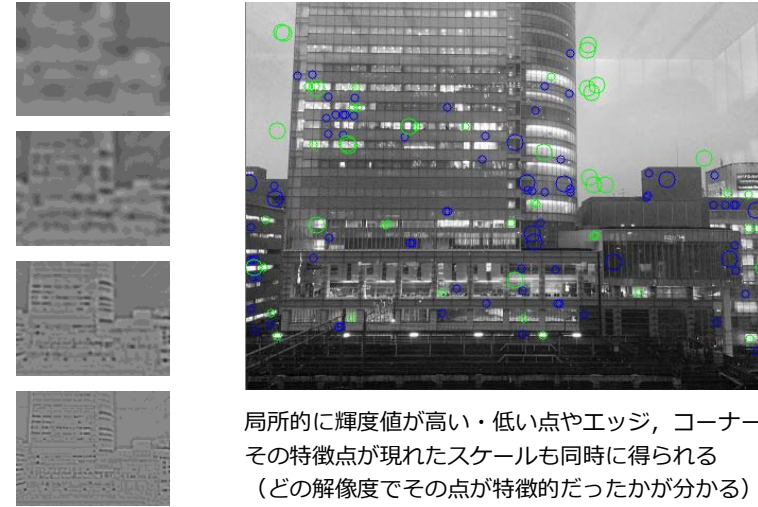 局所的に輝度値が高い・低い点やエッジ，コーナー
その特徴点が現れたスケールも同時に得られる
（どの解像度でその点が特徴的だったかが分かる）